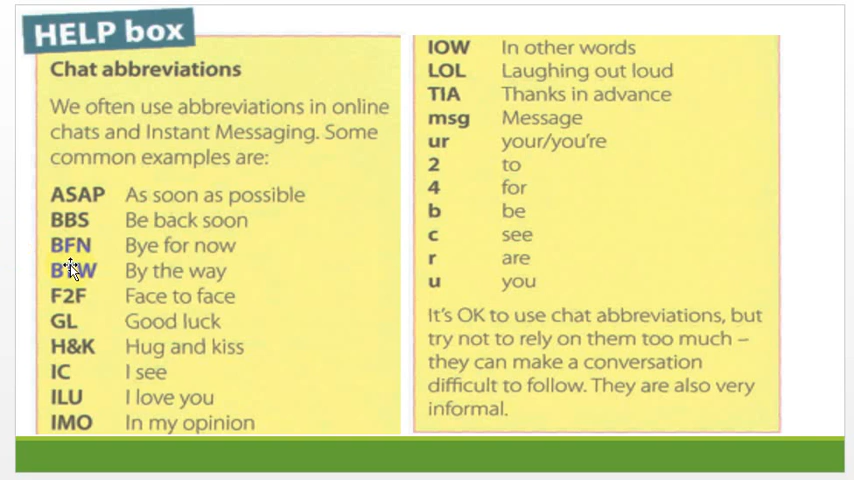 HELP box
Chat abbreviations
We often use abbreviations in online
chats and Instant Messaging. Some
common examples are:
ASAP As soon as possible
BBS Be back soon
BFN Bye for now
BTW By the way
F2F Face to face
GL Good luck
H&K Hug and kiss
IC I see
ILU I love you
IMO In my opinion
IOW In other words
LOL Laughing out loud
TIA Thanks in advance
msg Message
ur your/you're
2 to
4 for
b be
c see
r are
u you
It's OK to use chat abbreviations, but
try not to rely on them too much –
they can make a conversation
difficult to follow. They are also very
informal.